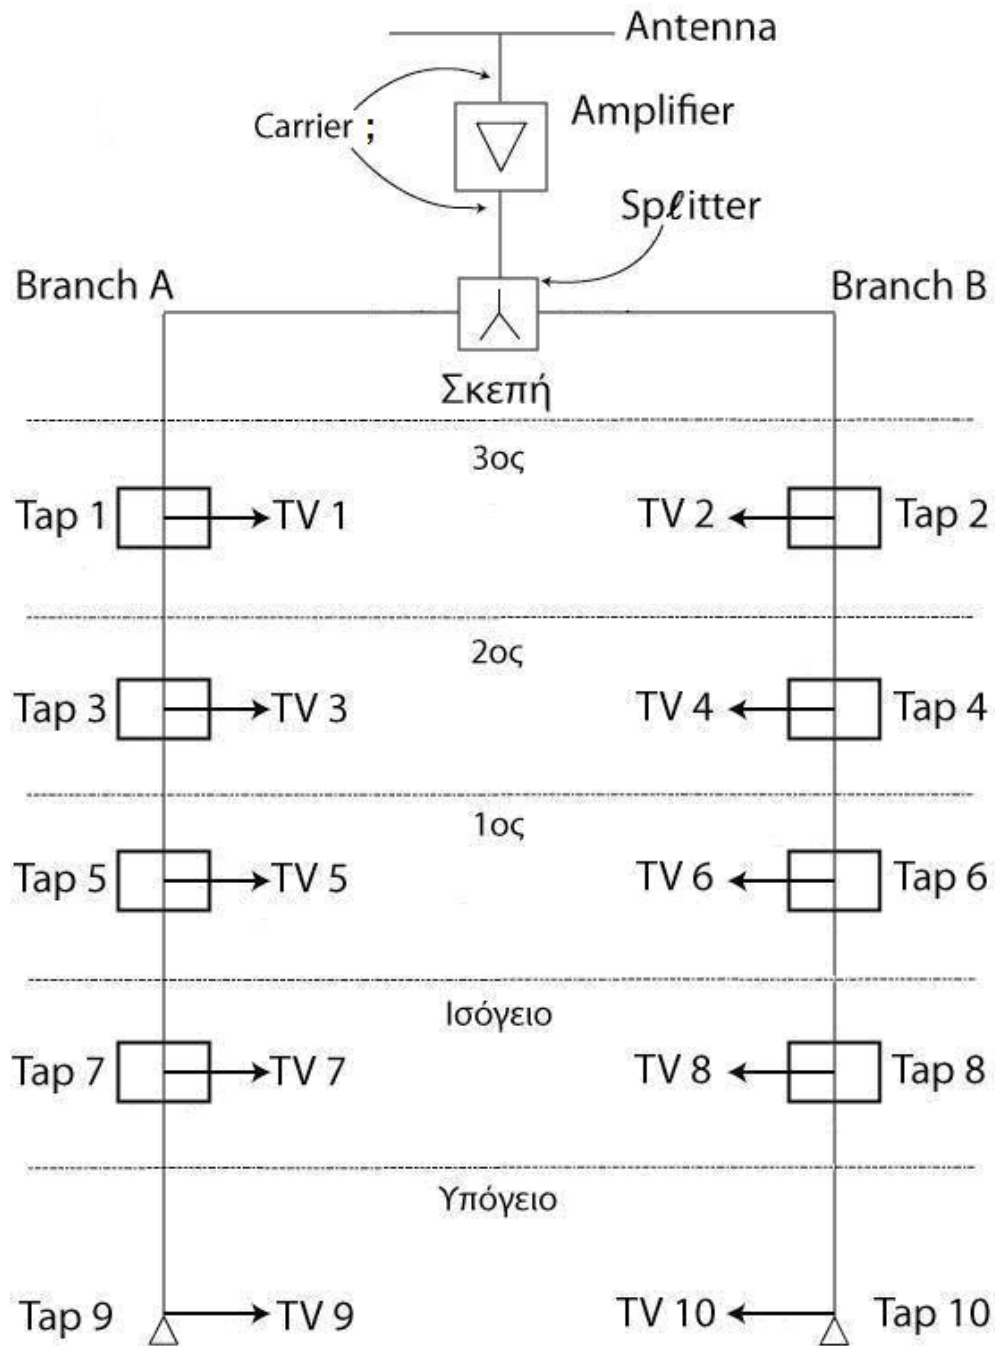 Antenna
Amplifier
Carrier ;
Splitter
Branch A
Branch B
Σκεπή
3ος
Tap 1
TV 1
TV 2
Tap 2
2ος
Tap 3
TV 3
TV 4
Tap 4
1ος
Tap 5
TV 5
TV 6
Tap 6
Ισόγειο
Tap 7
TV 7
TV 8
Tap 8
Υπόγειο
Tap 9
TV 9
TV 10
Tap 10